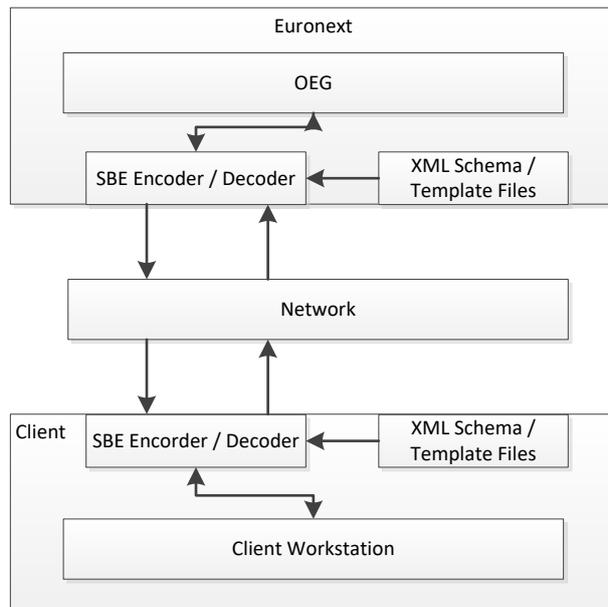 Euronext
OEG
SBE Encoder / Decoder
XML Schema /
Template Files
Network
Client
SBE Encorder / Decoder
XML Schema /
Template Files
Client Workstation